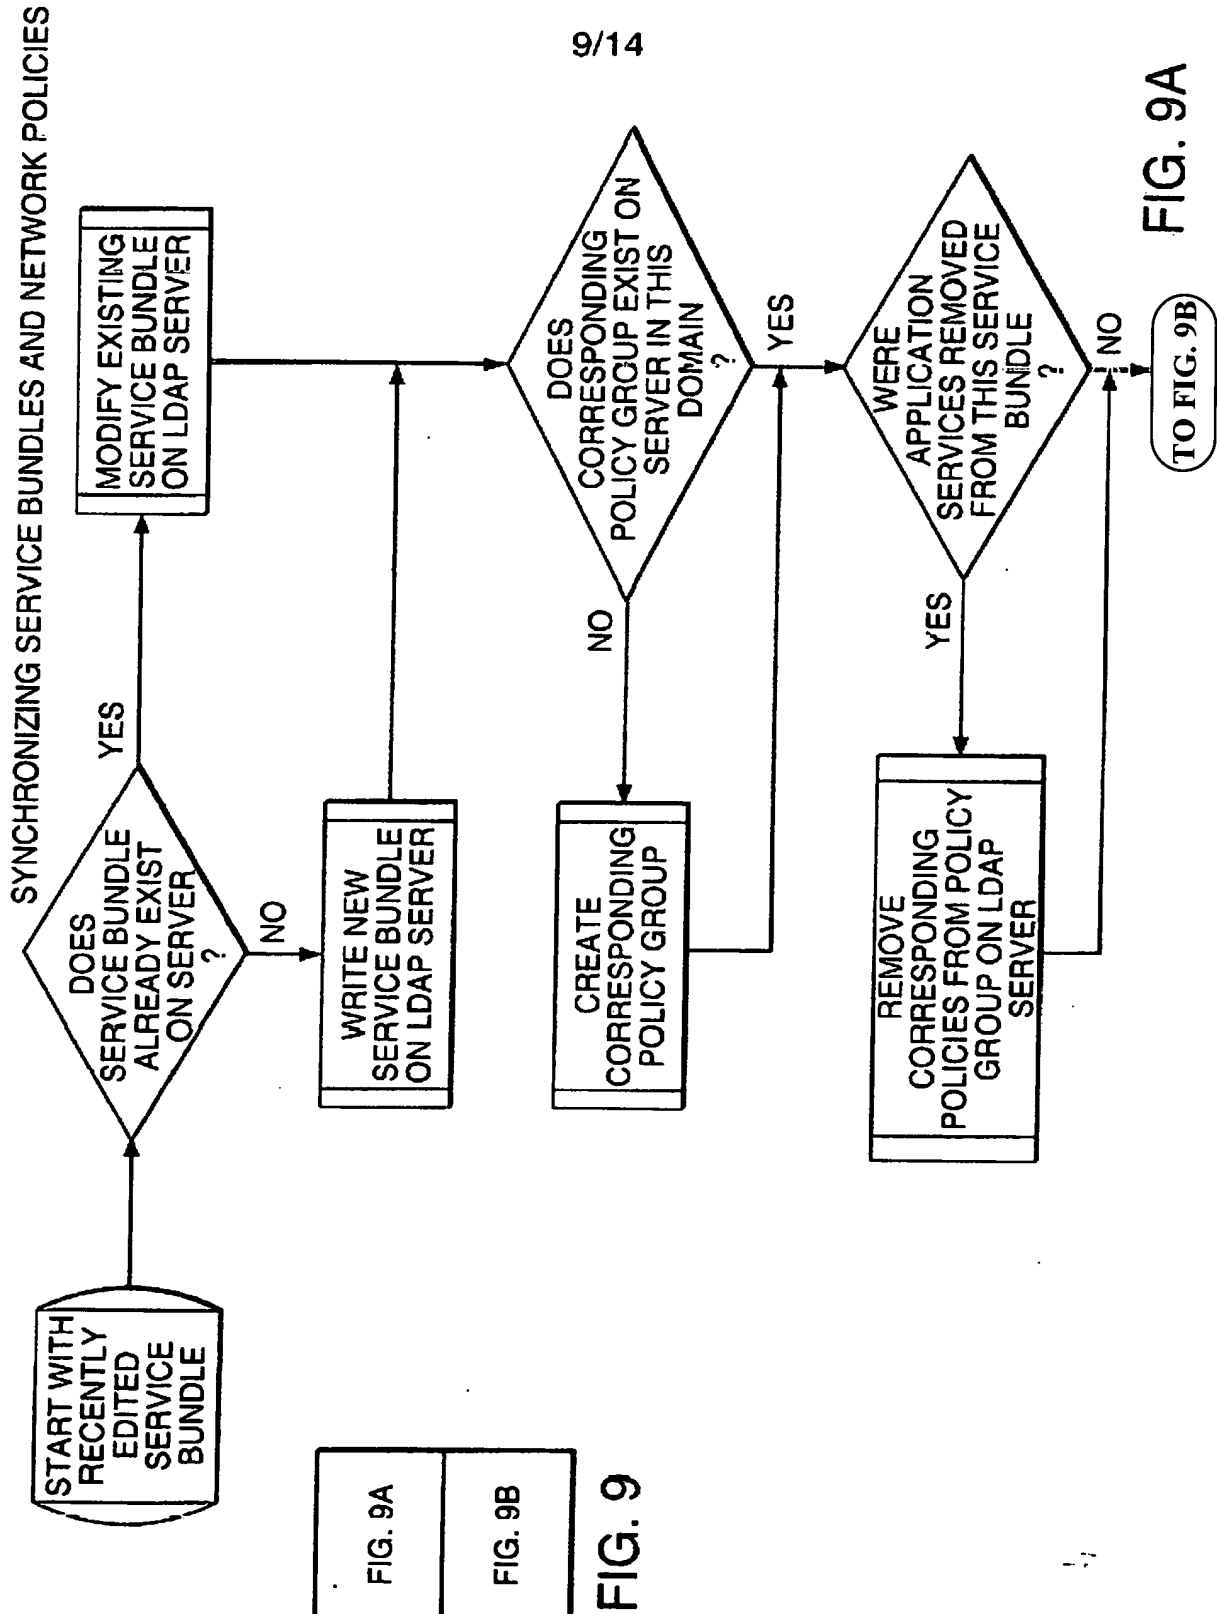 9/14
SYNCHRONIZING SERVICE BUNDLES AND NETWORK POLICIES
START WITH
RECENTLY
EDITED
SERVICE
BUNDLE
DOES
SERVICE BUNDLE
ALREADY EXIST
ON SERVER
?
YES
MODIFY EXISTING
SERVICE BUNDLE
ON LDAP SERVER
NO
WRITE NEW
SERVICE BUNDLE
ON LDAP SERVER
DOES
CORRESPONDING
POLICY GROUP EXIST ON
SERVER IN THIS
DOMAIN
?
NO
CREATE
CORRESPONDING
POLICY GROUP
YES
WERE
APPLICATION
SERVICES REMOVED
FROM THIS SERVICE
BUNDLE
?
YES
REMOVE
CORRESPONDING
POLICIES FROM POLICY
GROUP ON LDAP
SERVER
NO
TO FIG. 9B
FIG. 9A
FIG. 9A
FIG. 9B
FIG. 9